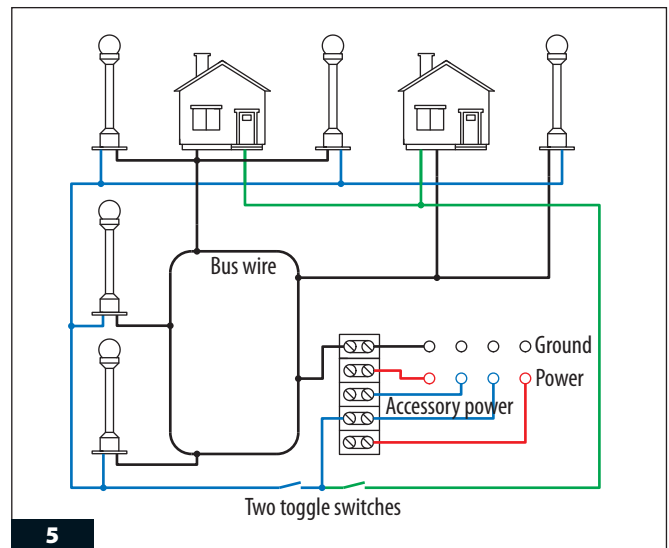 Bus wire
Ground
Power
Accessory power
Two toggle switches
5